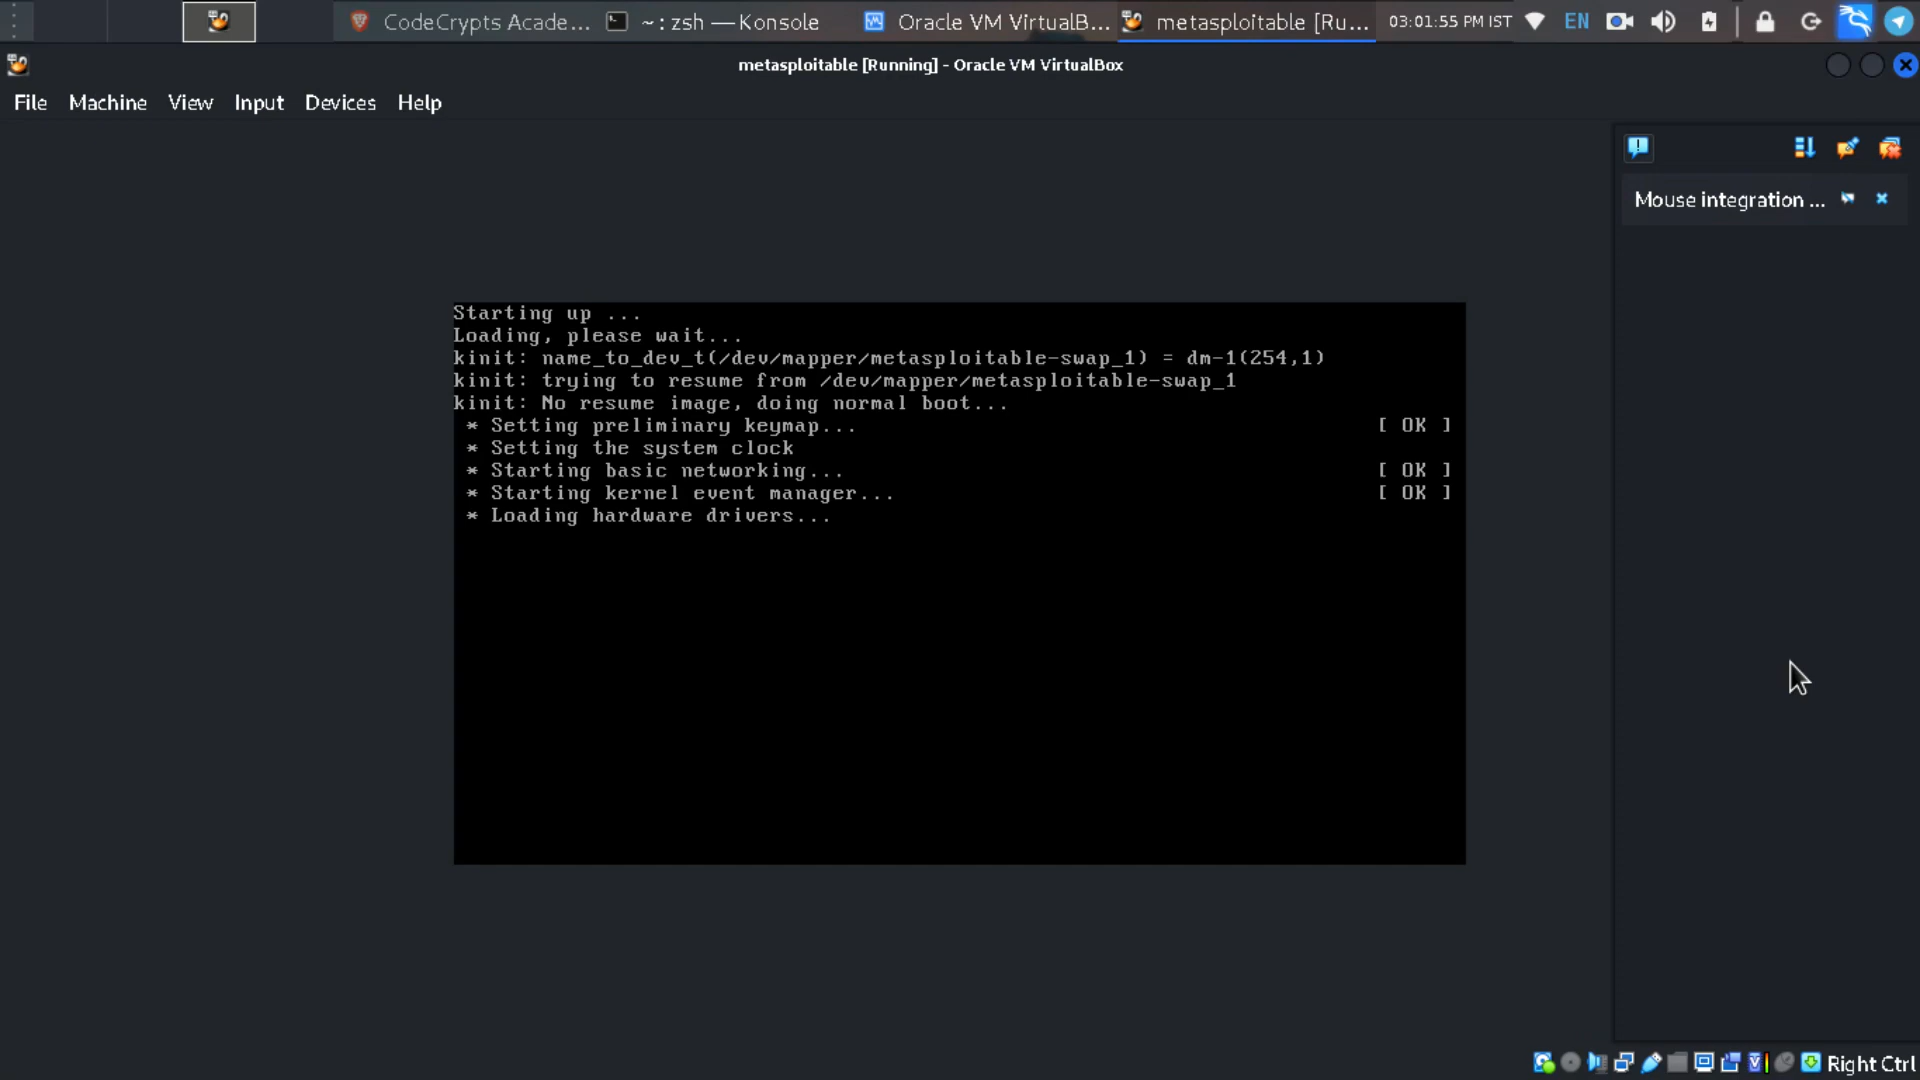 CodeCrypts Acade...
~ : zsh — Konsole
Oracle VM VirtualB...
metasploitable [Ru...
03:01:55 PM IST
EN
metasploitable [Running] - Oracle VM VirtualBox
File Machine View Input Devices Help
Mouse integration ...
Starting up ...
Loading, please wait...
kinit: name_to_dev_t(/dev/mapper/metasploitable-swap_1) = dm-1(254,1)
kinit: trying to resume from /dev/mapper/metasploitable-swap_1
kinit: No resume image, doing normal boot...
* Setting preliminary keymap... [ OK ]
* Setting the system clock
* Starting basic networking... [ OK ]
* Starting kernel event manager... [ OK ]
* Loading hardware drivers...
Right Ctrl